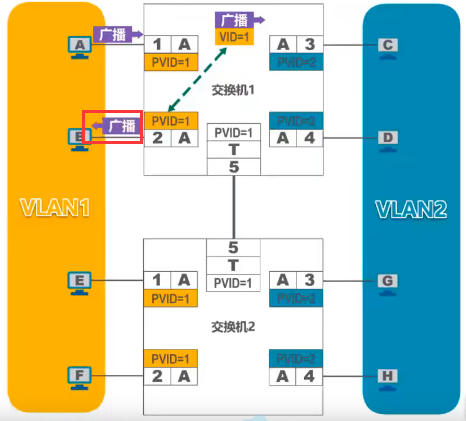 广播
广播
VID=1
A
1 A
PVID=1
A 3
PVID=2
C
交换机1
广播
B
PVID=1
2 A
PVID=2
A 4
D
PVID=1
T
5
VLAN1
VLAN2
5
T
PVID=1
E
1 A
PVID=1
A 3
PVID=2
G
交换机2
F
PVID=1
2 A
PVID=2
A 4
H